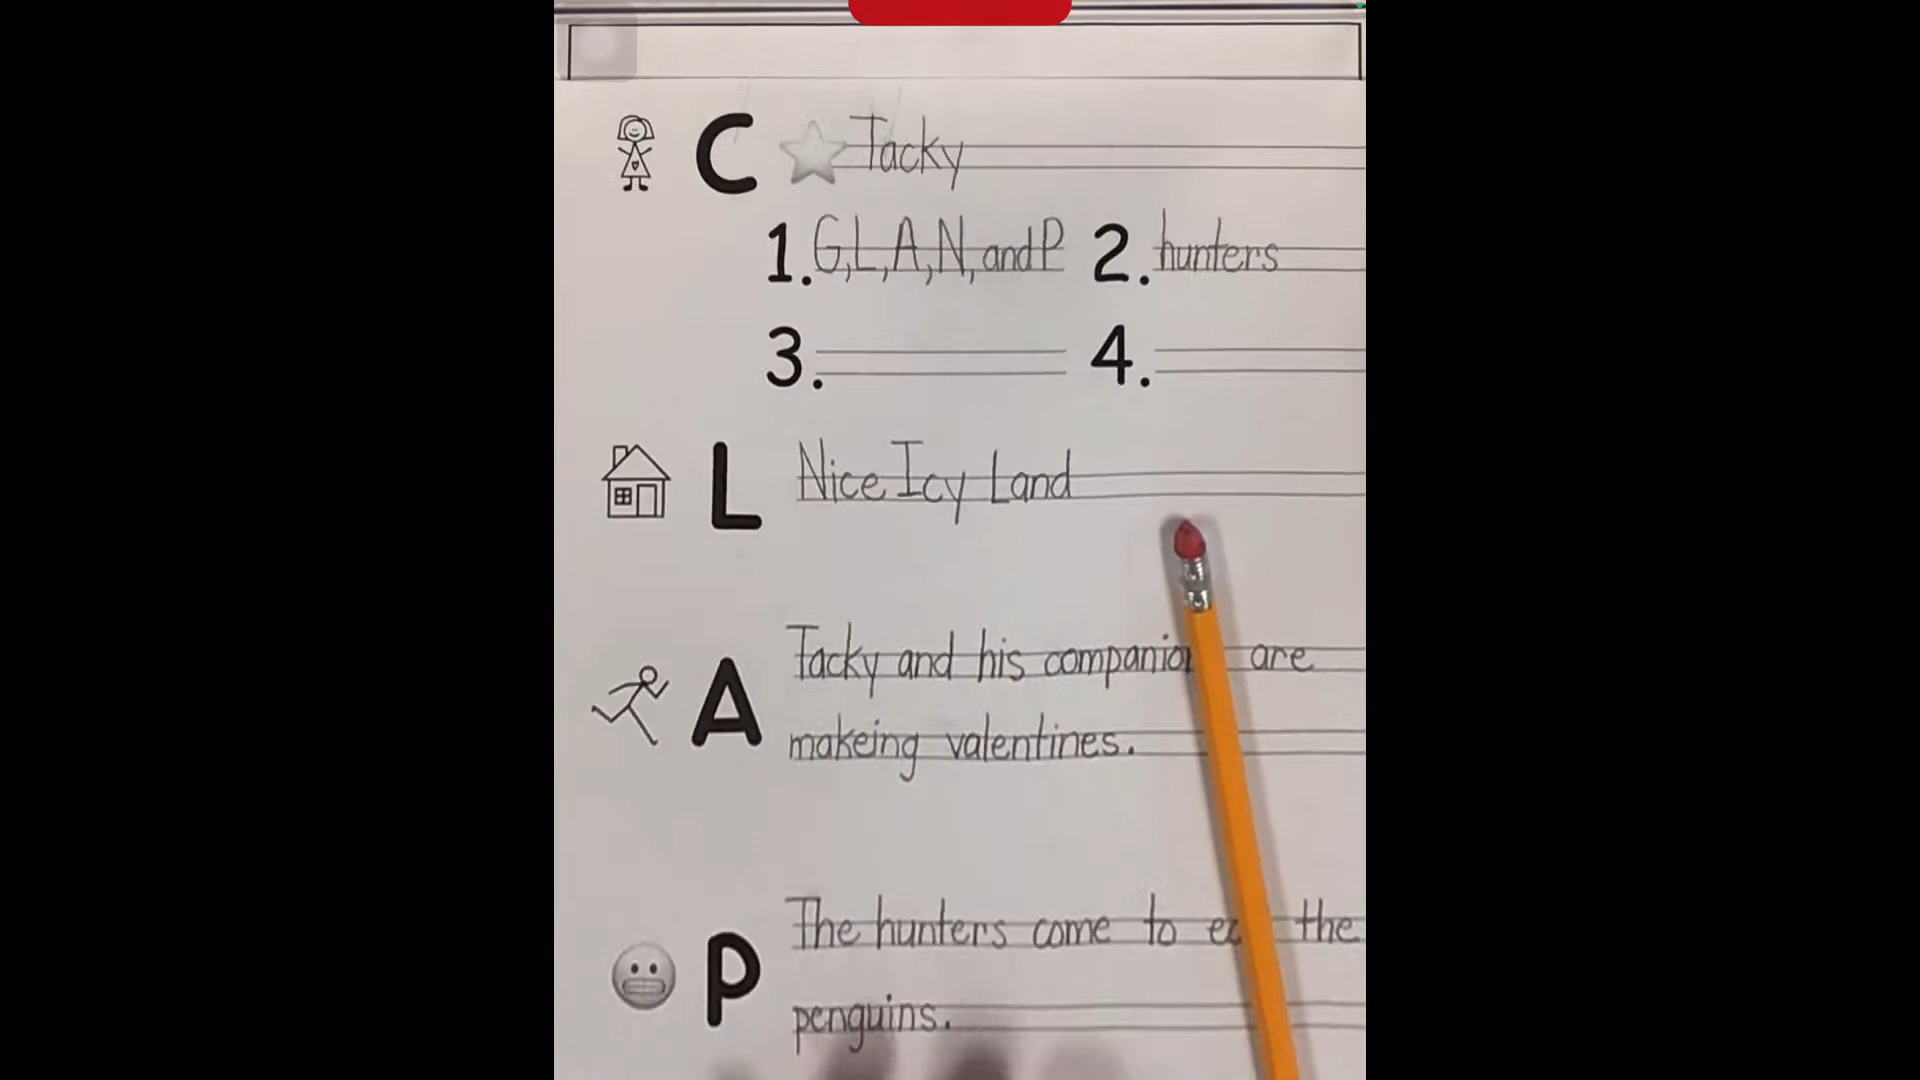 C Tacky
1. G, L, A, N, and P 2. hunters
3. 4.
L Nice Icy Land
Tacky and his are
A
makeing valentines.
The hunters come to the
P
penguins.